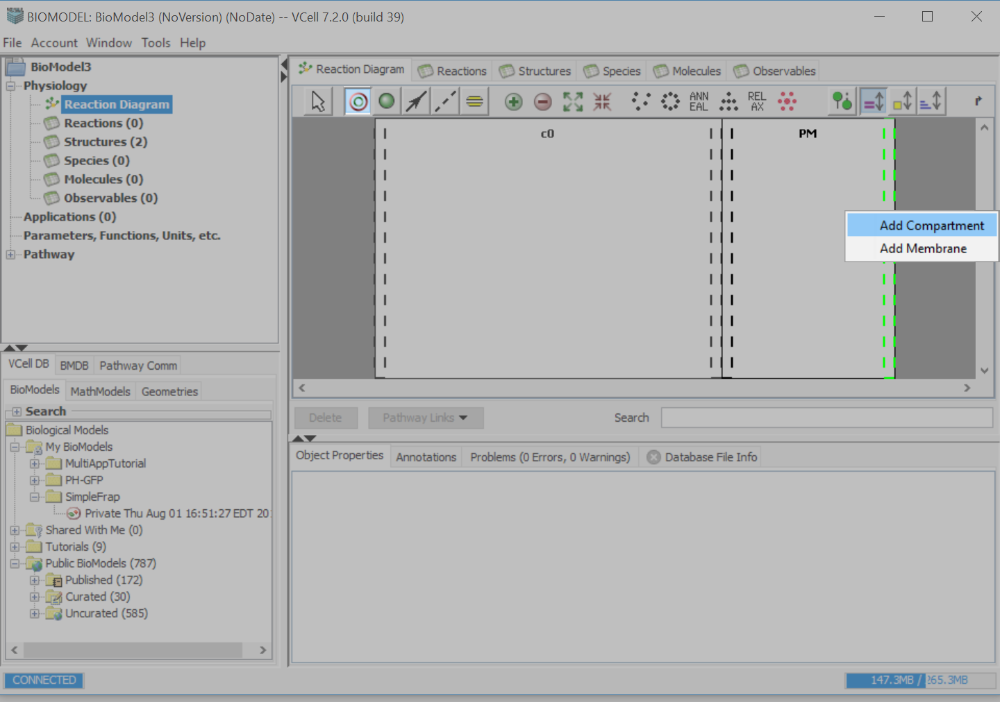 BIOMODEL: BioModel3 (NoVersion) (NoDate) -- VCell 7.2.0 (build 39)
File Account Window Tools Help
BioModel3
Physiology
Reaction Diagram
Reactions (0)
Structures (2)
Species (0)
Molecules (0)
Observables (0)
Applications (0)
Parameters, Functions, Units, etc.
Pathway
VCell DB BMDB Pathway Comm
BioModels MathModels Geometries
Search
Biological Models
My BioModels
MultiAppTutorial
PH-GFP
SimpleFrap
Private Thu Aug 01 16:51:27 EDT 20
Shared With Me (0)
Tutorials (9)
Public BioModels (787)
Published (172)
Curated (30)
Uncurated (585)
CONNECTED
Reaction Diagram Reactions Structures Species Molecules Observables
ANN
EAL
REL
AX
c0 PM
Add Compartment
Add Membrane
Delete Pathway Links Search
Object Properties Annotations Problems (0 Errors, 0 Warnings) Database File Info
147.3MB / 265.3MB